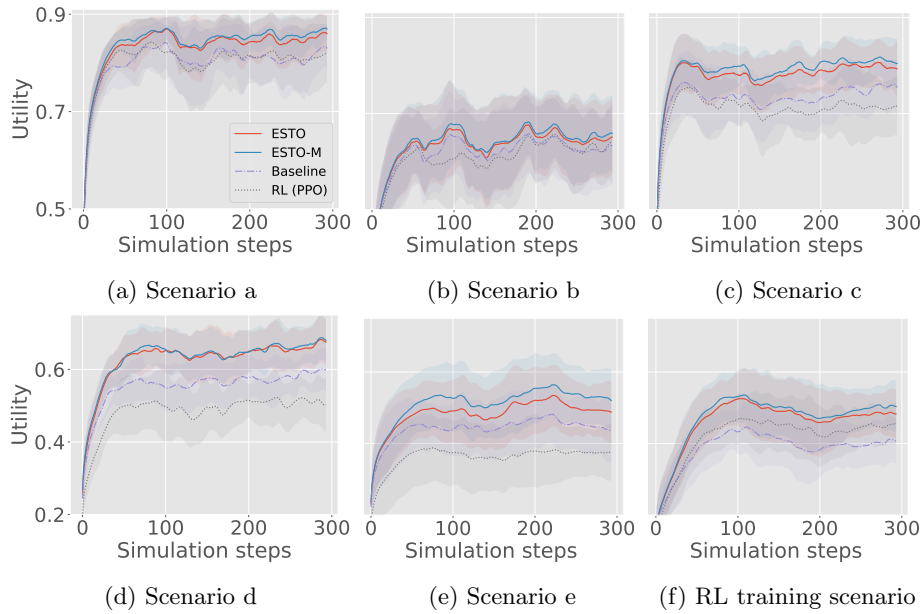 0.9
0.7
0.5
Utility
ESTO
ESTO-M
Baseline
RL (PPO)
0 100 200 300
0 100 200 300
0 100 200 300
Simulation steps
Simulation steps
Simulation steps
(a) Scenario a
(b) Scenario b
(c) Scenario c
0.6
0.4
0.2
Utility
0 100 200 300
0 100 200 300
0 100 200 300
Simulation steps
Simulation steps
Simulation steps
(d) Scenario d
(e) Scenario e
(f) RL training scenario